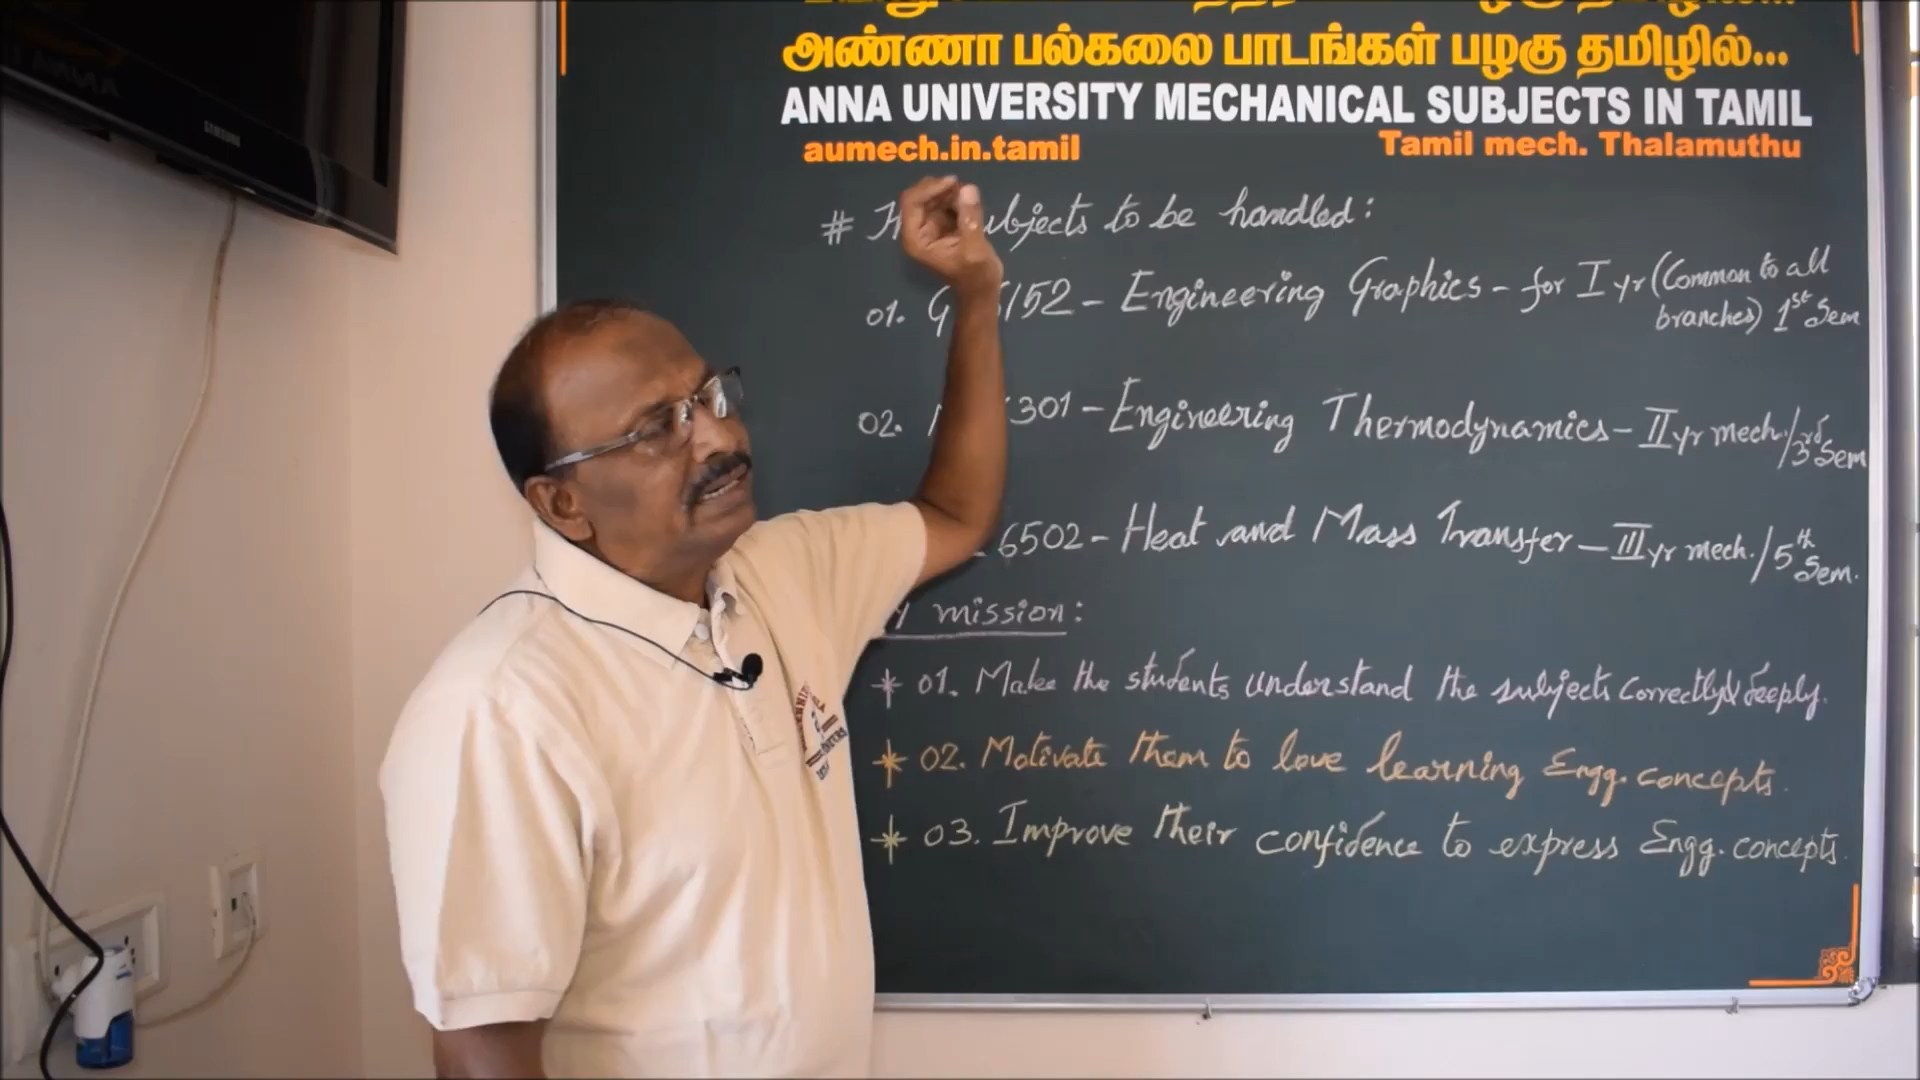 அண்ணா பல்கலை பாடங்கள் பழகு தமிழில்...
ANNA UNIVERSITY MECHANICAL SUBJECTS IN TAMIL
aumech.in.tamil
Tamil mech. Thalamuthu
SAMSUNG
# to be handled:
01. 152 - Engineering Graphics - for I yr (Common to all branches) 1st Sem
02. 301 - Engineering Thermodynamics - II yr mech. / 3rd Sem
6502 - Heat and Mass Transfer - III yr mech. / 5th Sem.
mission:
* 01. Make the students understand the subjects correctly & deeply.
* 02. Motivate them to love learning Engg. concepts.
* 03. Improve their confidence to express Engg. concepts.